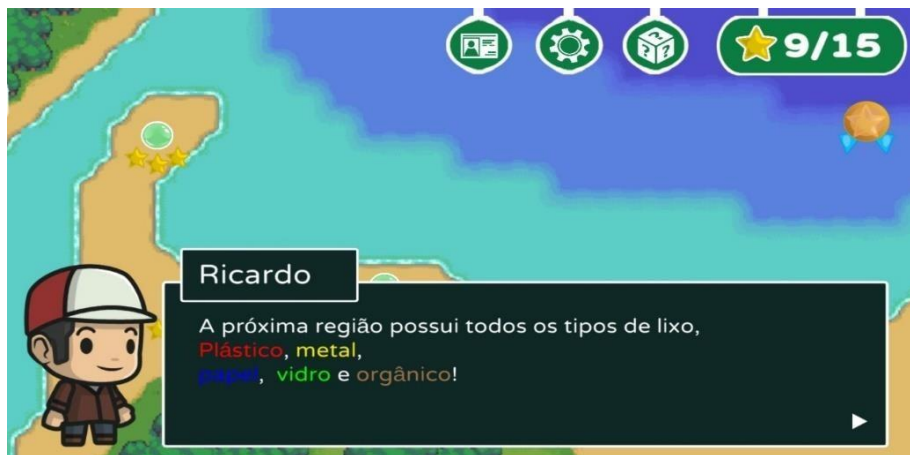 9/15
Ricardo
A próxima região possui todos os tipos de lixo,
Plástico, metal,
papel, vidro e orgânico!